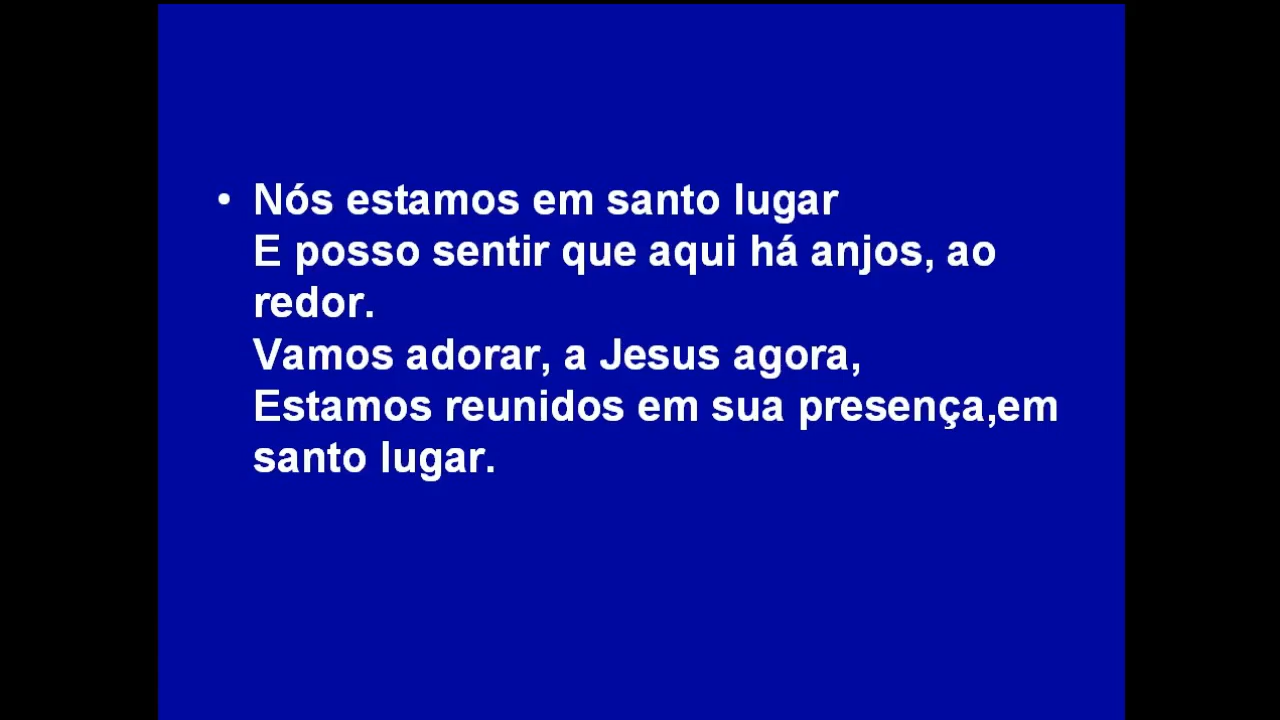 • Nós estamos em santo lugar
E posso sentir que aqui há anjos, ao
redor.
Vamos adorar, a Jesus agora,
Estamos reunidos em sua presença,em
santo lugar.